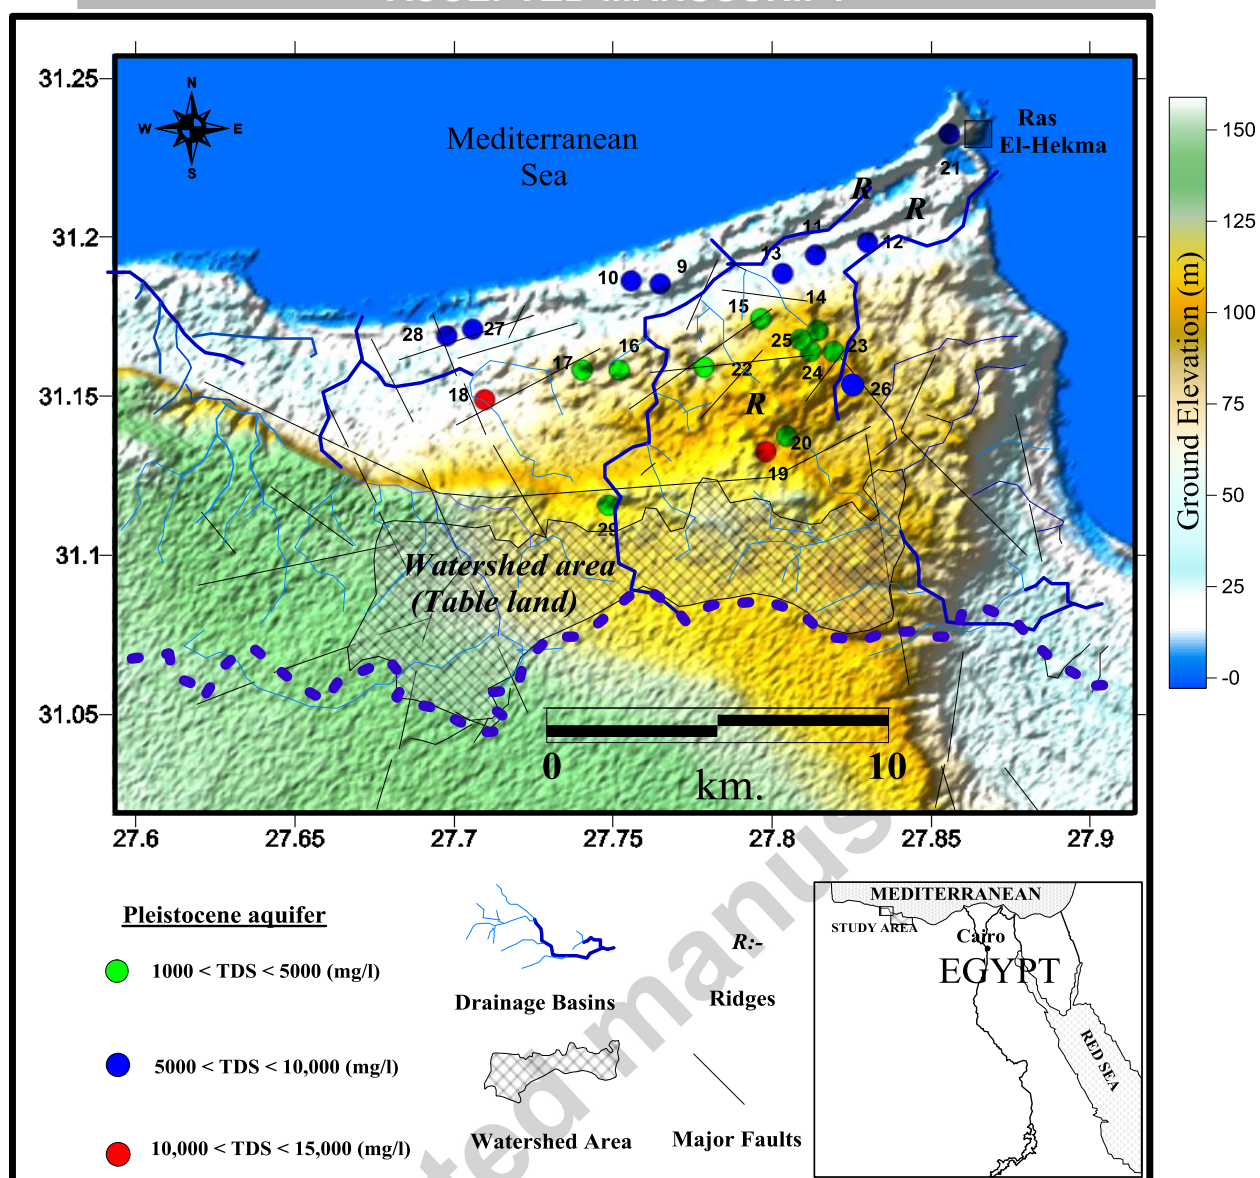 31.25
31.2
31.15
31.1
31.05
N
W E
S
Mediterranean
Sea
Ras
El-Hekma
21
R
R
11
12
13
9
10
14
15
28
27
25
23
16
17
22
24
26
18
R
20
19
29
Watershed area
(Table land)
0 10
km.
27.6 27.65 27.7 27.75 27.8 27.85 27.9
150
125
100
75
50
25
-0
Ground Elevation (m)
Pleistocene aquifer
1000 < TDS < 5000 (mg/l)
5000 < TDS < 10,000 (mg/l)
10,000 < TDS < 15,000 (mg/l)
Drainage Basins
R:-
Ridges
Watershed Area
Major Faults
MEDITERRANEAN
STUDY AREA
Cairo
EGYPT
RED SEA